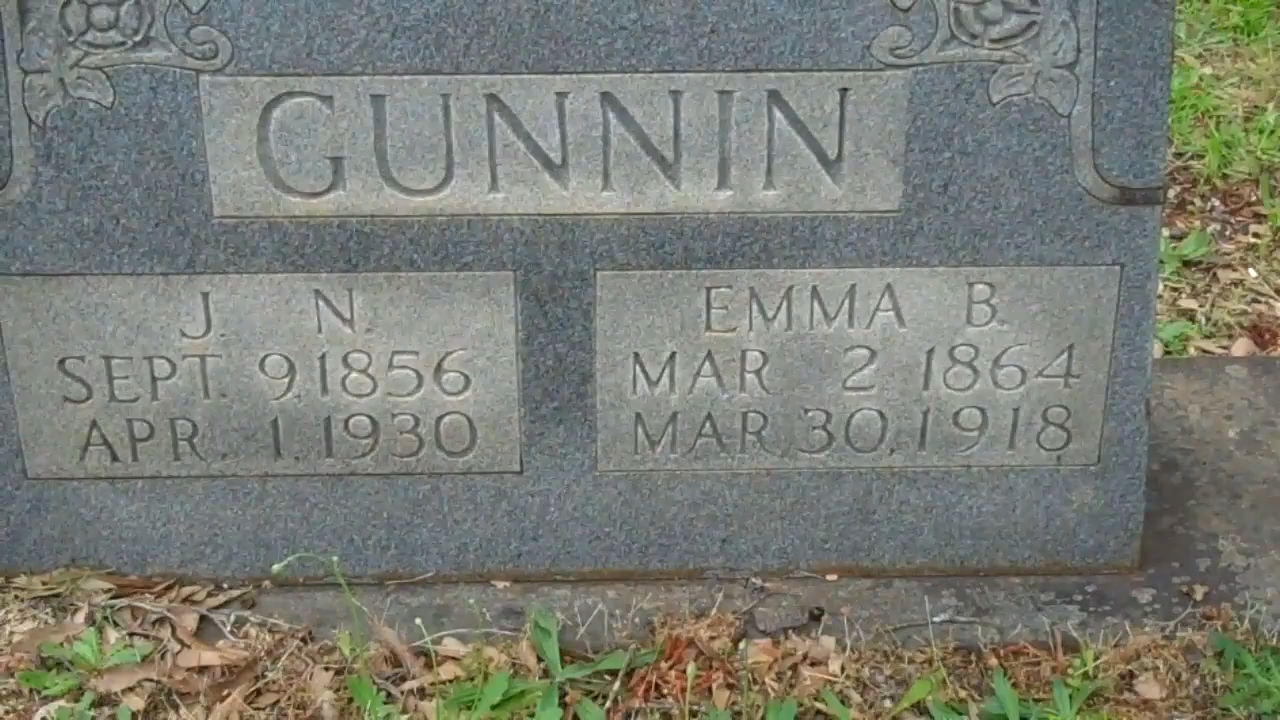 GUNNIN
J. N.
SEPT. 9, 1856
APR. 1, 1930
EMMA B.
MAR 2 1864
MAR. 30, 1918